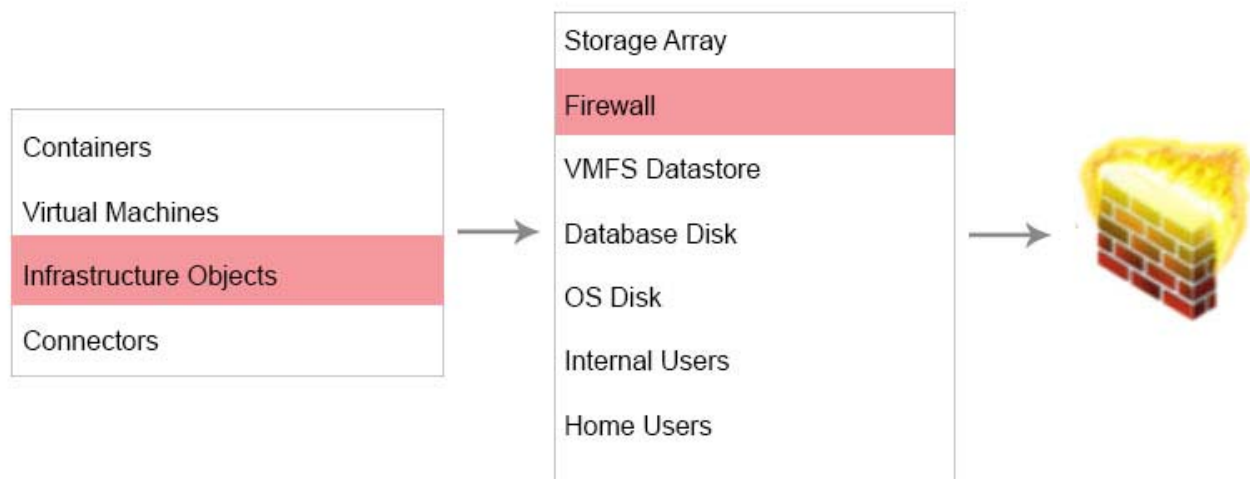 Containers
Virtual Machines
Infrastructure Objects
Connectors
Storage Array
Firewall
VMFS Datastore
Database Disk
OS Disk
Internal Users
Home Users